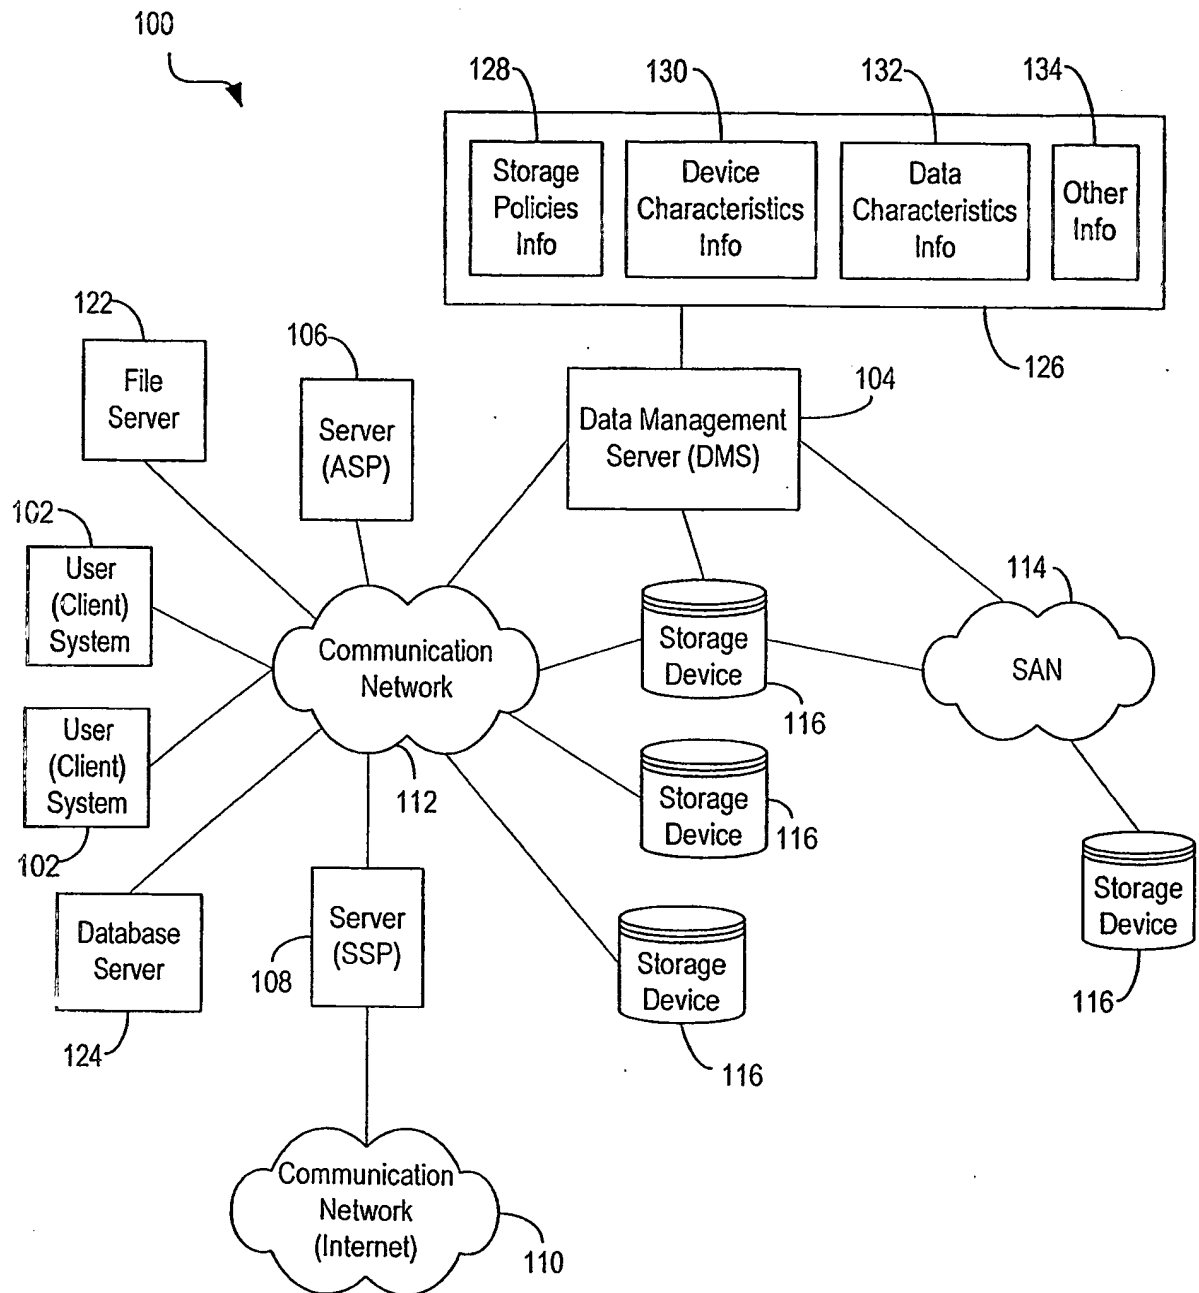 100
128
130
132
134
Storage
Policies
Info
Device
Characteristics
Info
Data
Characteristics
Info
Other
Info
126
122
File
Server
106
Server
(ASP)
104
Data Management
Server (DMS)
102
User
(Client)
System
Communication
Network
112
Storage
Device
116
114
SAN
User
(Client)
System
102
Storage
Device
116
Storage
Device
116
Database
Server
124
Server
(SSP)
108
Storage
Device
116
Communication
Network
(Internet)
110